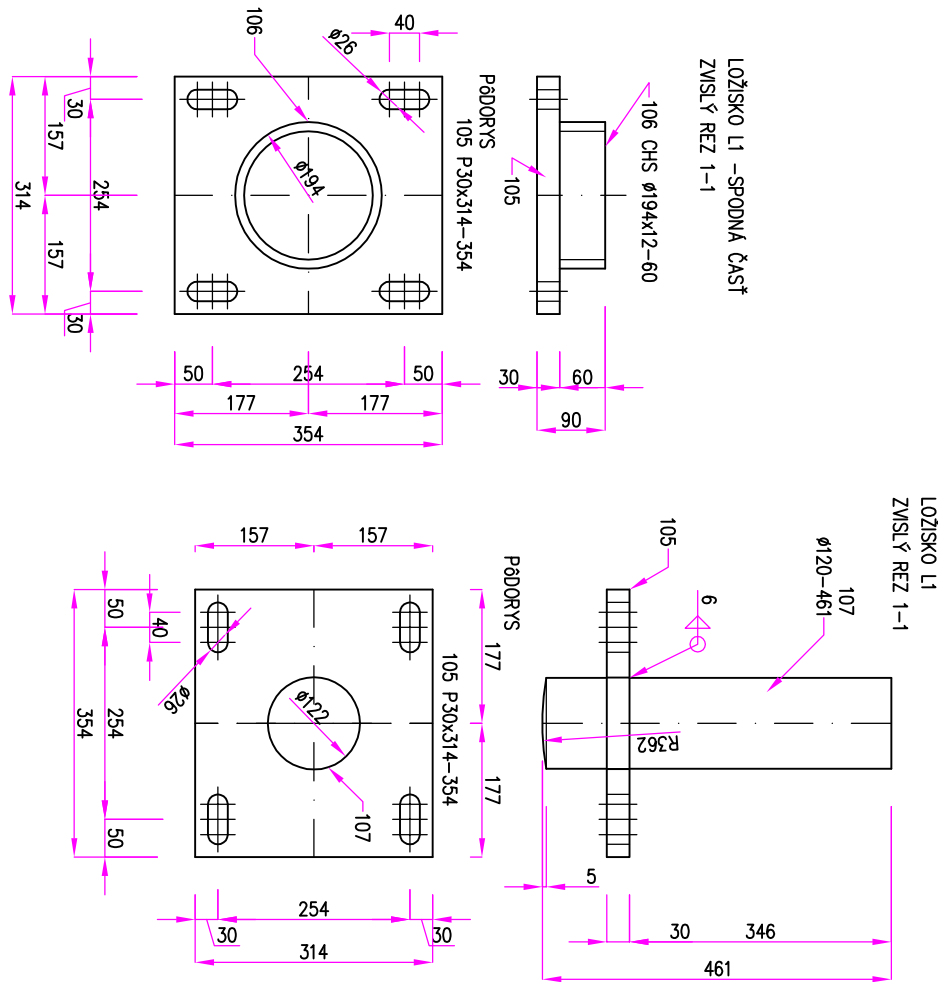 LOŽISKO L1 -SPODNÁ ČASŤ
ZVISLÝ REZ 1-1
106 CHS ø194x12-60
105
30
60
90
PôDORYS
105 P30x314-354
40
ø26
106
ø194
30
157
254
157
30
314
50
254
50
177
177
354
LOŽISKO L1
ZVISLÝ REZ 1-1
107
ø120-461
105
6
R362
5
30
346
461
PôDORYS
105 P30x314-354
157
157
177
177
50
40
254
50
354
ø26
ø122
107
254
30
30
314